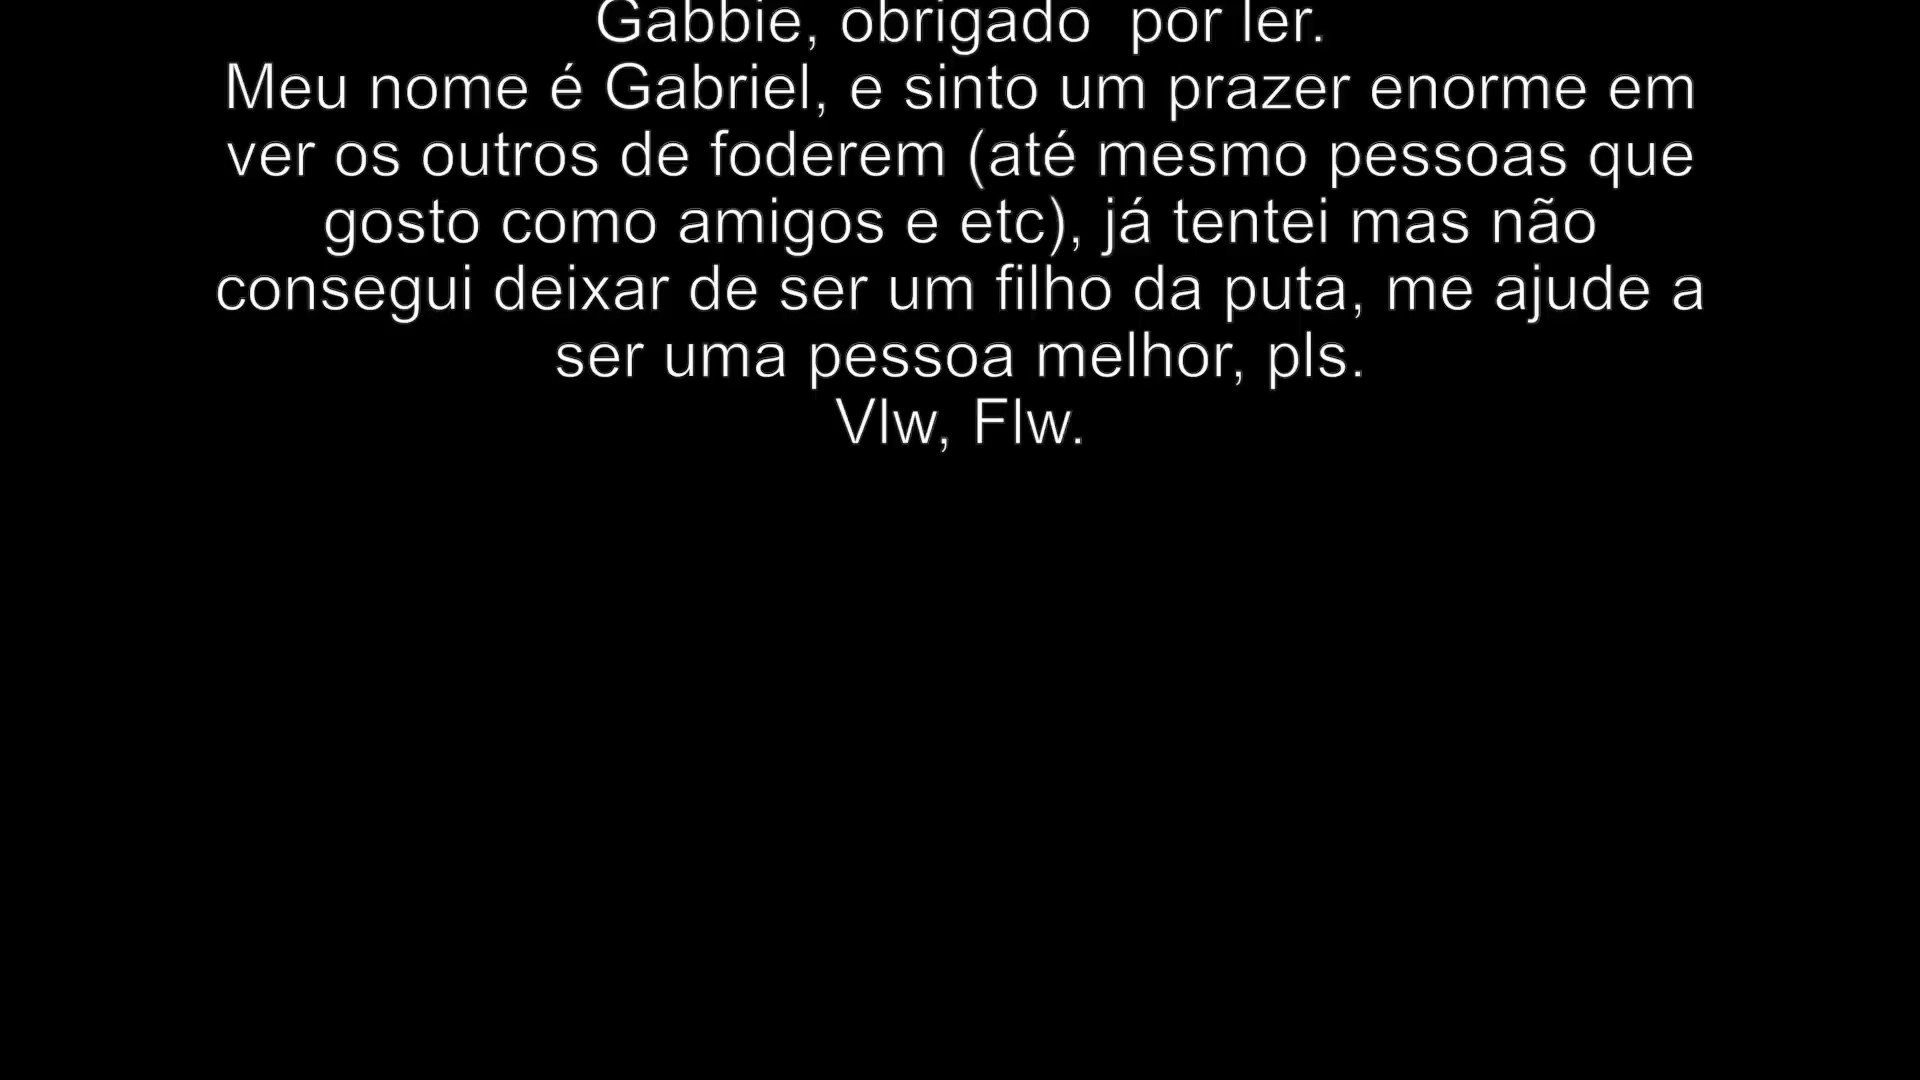 Gabbie, obrigado  por ler.
Meu nome é Gabriel, e sinto um prazer enorme em
ver os outros de foderem (até mesmo pessoas que
gosto como amigos e etc), já tentei mas não
consegui deixar de ser um filho da puta, me ajude a
ser uma pessoa melhor, pls.
Vlw, Flw.